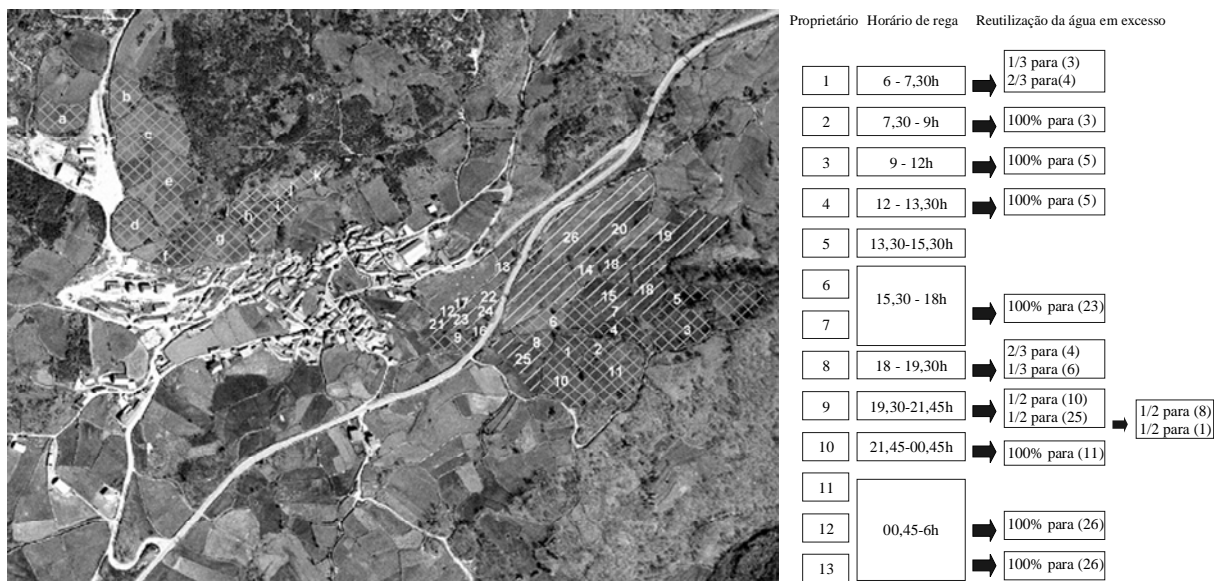 Proprietário Horário de rega Reutilização da água em excesso
1 6 - 7,30h 1/3 para (3)
2/3 para(4)
2 7,30 - 9h 100% para (3)
3 9 - 12h 100% para (5)
4 12 - 13,30h 100% para (5)
5 13,30-15,30h
6 15,30 - 18h 100% para (23)
7
8 18 - 19,30h 2/3 para (4)
1/3 para (6)
9 19,30-21,45h 1/2 para (10)
1/2 para (25)
1/2 para (8)
1/2 para (1)
10 21,45-00,45h 100% para (11)
11
12 00,45-6h 100% para (26)
13 100% para (26)
a
b
c
e
d
f
g
h
i
k
26
20
19
14
18
18
13
15
7
5
22
17
12
24
23
21
16
9
6
4
3
8
1
2
25
10
11